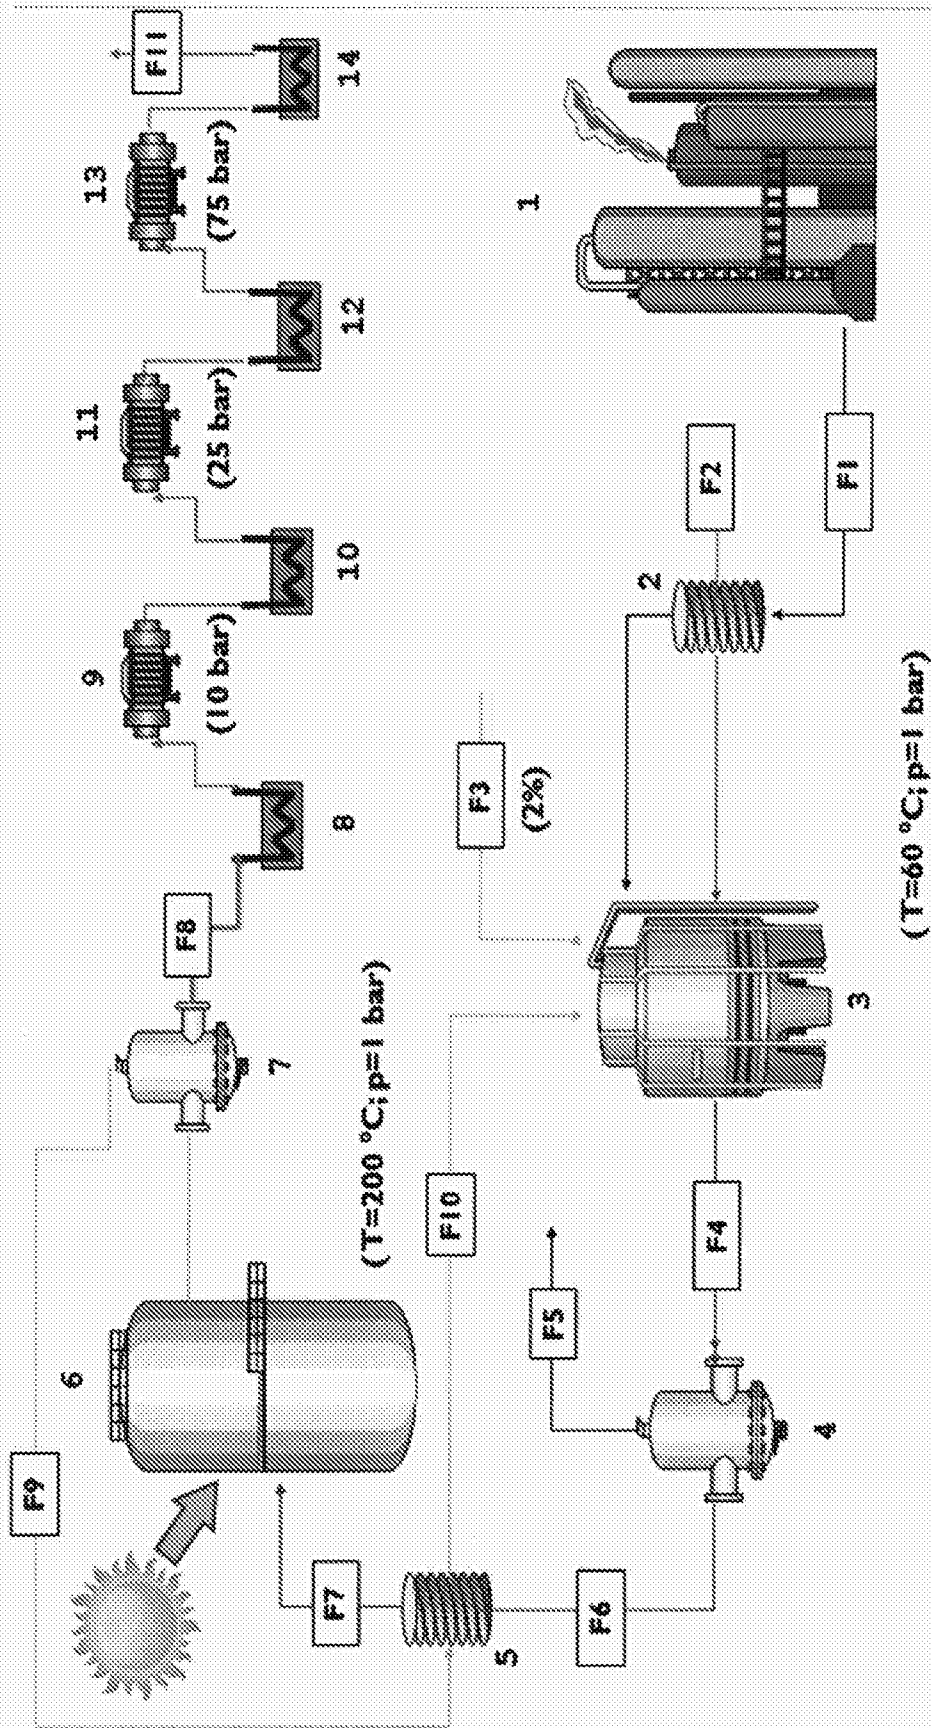 F9
6
9
11
13
F11
F8
(10 bar)
(25 bar)
(75 bar)
7
F7
8
10
12
14
(T=200 °C;p=1 bar)
F10
F3
5
(2%)
1
F5
F6
2
F4
F2
4
3
F1
(T=60 °C;p=1 bar)